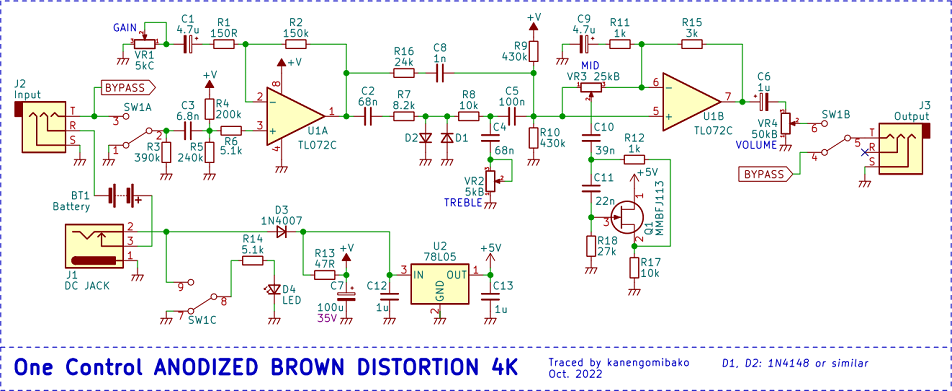 GAIN
VR1
5kC
C1
4.7u
R1
150R
R2
150k
+V
8
2
3
1
4
U1A
TL072C
J2
Input
T
R
S
BYPASS
SW1A
3
2
1
R3
390k
C3
6.8n
+V
R4
200k
R5
240k
R6
5.1k
C2
68n
R16
24k
C8
1n
R7
8.2k
D2
D1
R8
10k
C4
68n
VR2
5kB
TREBLE
C5
100n
+V
R9
430k
R10
430k
C9
4.7u
R11
1k
R15
3k
MID
VR3 25kB
6
5
7
U1B
TL072C
C10
39n
R12
1k
C11
22n
+5V
1
3
2
Q1
MMBFJ113
R18
27k
R17
10k
C6
1u
VR4
50kB
VOLUME
6
SW1B
5
4
BYPASS
J3
Output
T
R
S
BT1
Battery
+
J1
DC JACK
2
3
1
D3
1N4007
R14
5.1k
D4
LED
9
8
7
SW1C
R13
47R
+V
C7
100u
35V
C12
1u
U2
78L05
3
IN
OUT
1
GND
2
+5V
C13
1u
One Control ANODIZED BROWN DISTORTION 4K
Traced by kanengomibako
Oct. 2022
D1, D2: 1N4148 or similar